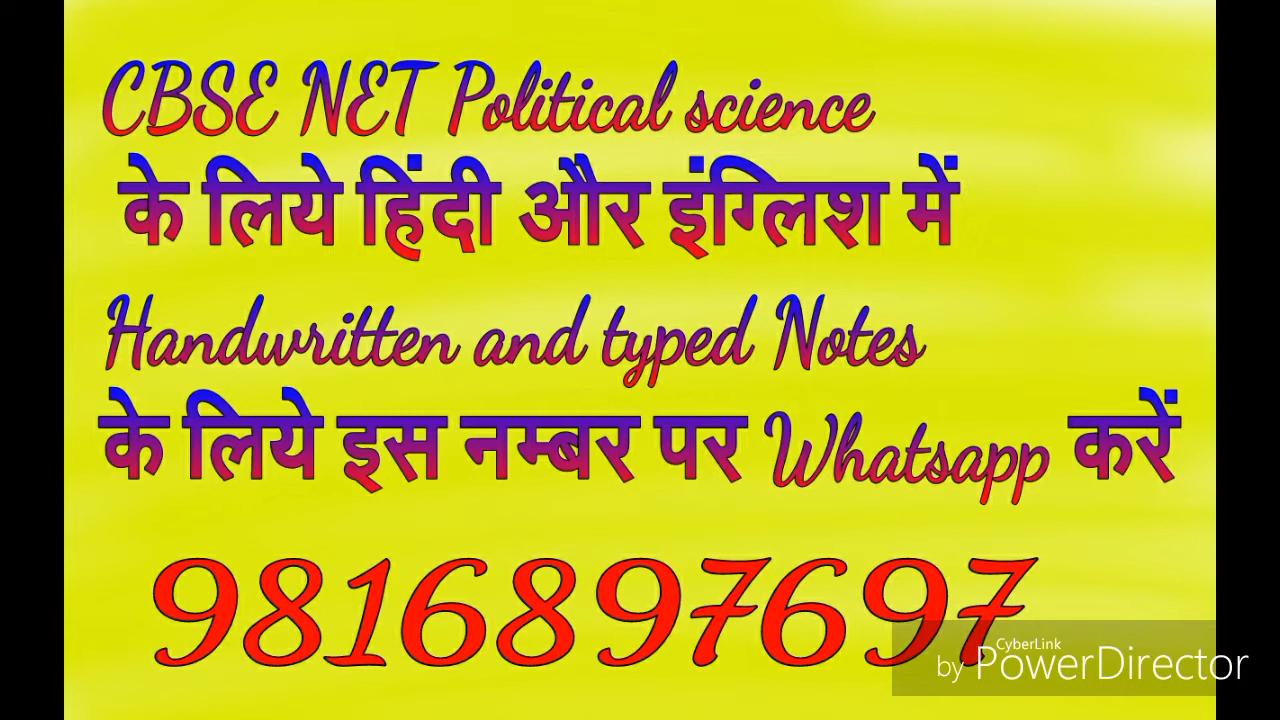 CBSE NET Political science
के लिये हिंदी और इंग्लिश में
Handwritten and typed Notes
के लिये इस नम्बर पर Whatsapp करें
9816897697
CyberLink
by PowerDirector